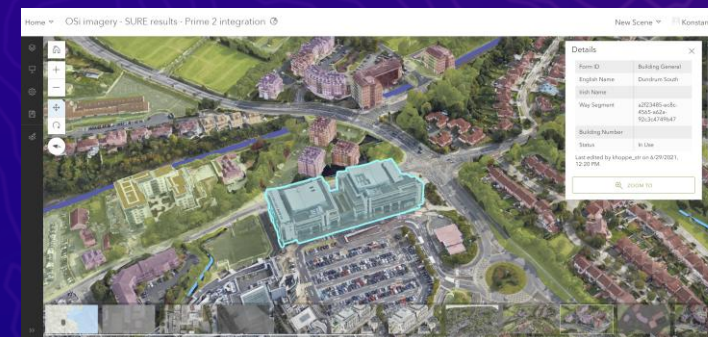 Home
OSi imagery - SURE results - Prime 2 integration
New Scene
Konstan
Details
Form ID Building General
English Name Dundrum South
Irish Name
Way Segment
Building Number
Status In Use
Last edited by khoppe_str on 6/29/2021,
12:20 PM
ZOOM TO